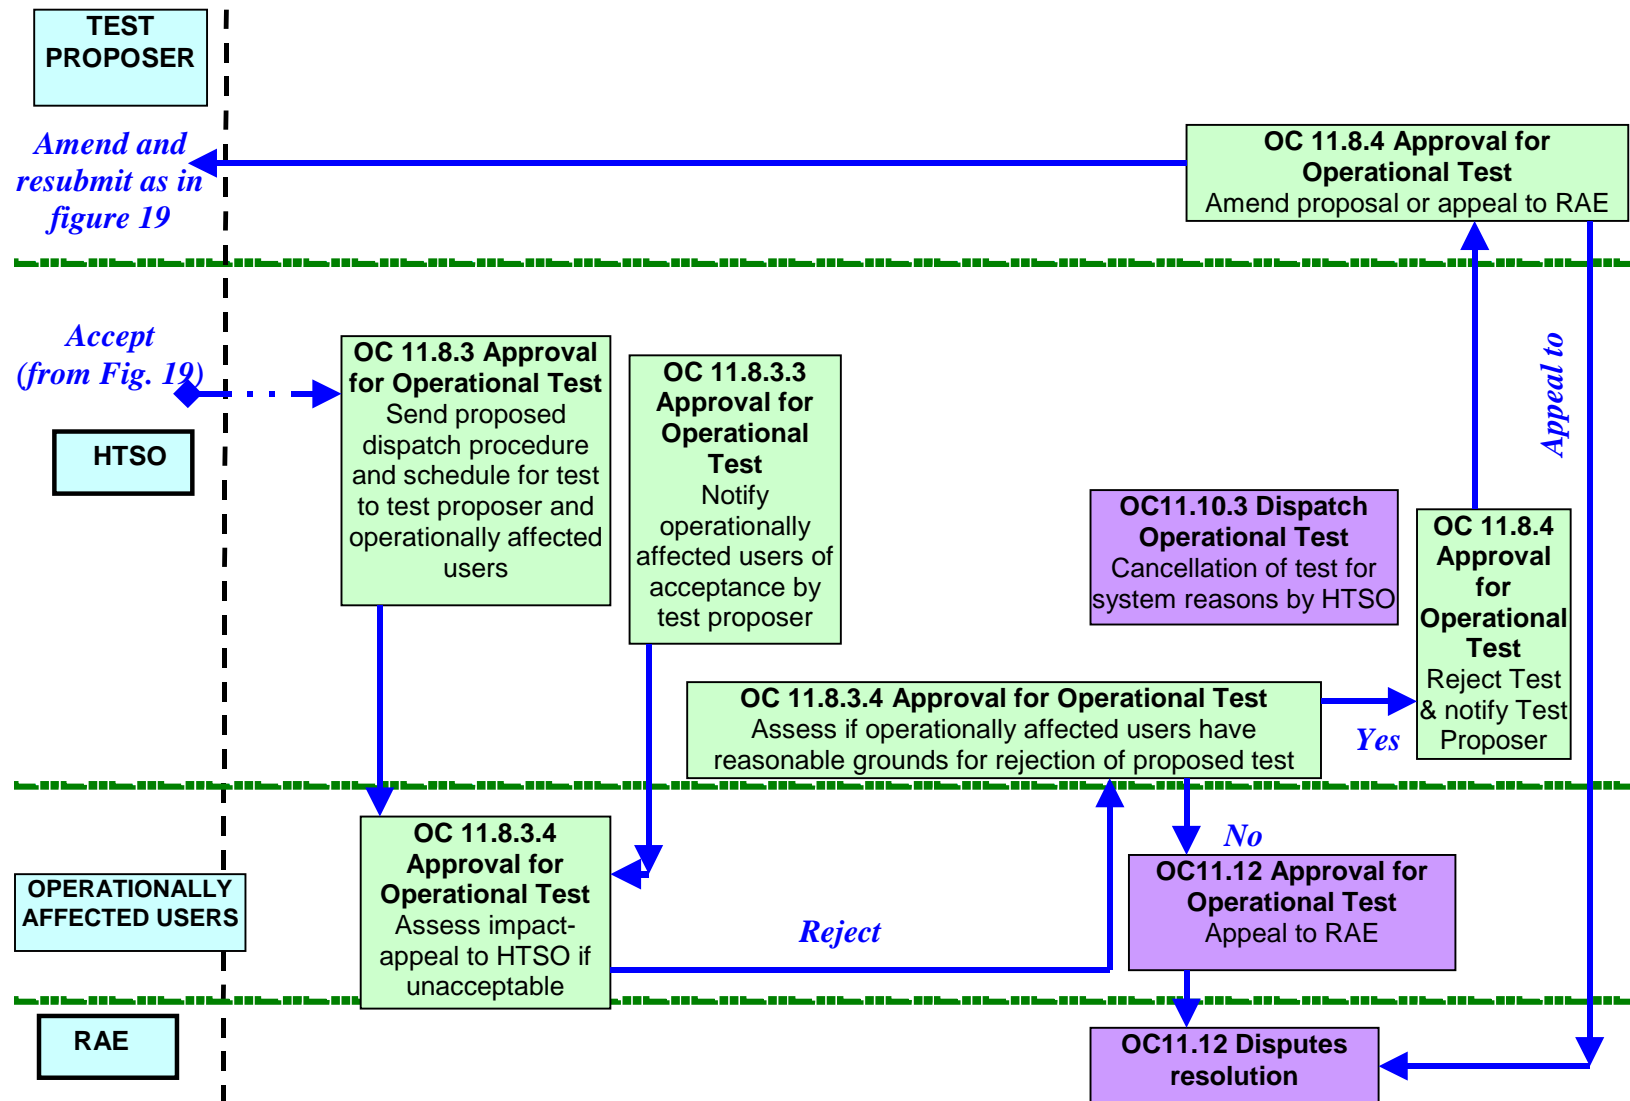 TEST
PROPOSER
Amend and
resubmit as in
figure 19
OC 11.8.4 Approval for
Operational Test
Amend proposal or appeal to RAE
Accept
(from Fig. 19)
HTSO
OC 11.8.3 Approval
for Operational Test
Send proposed
dispatch procedure
and schedule for test
to test proposer and
operationally affected
users
OC 11.8.3.3
Approval for
Operational
Test
Notify
operationally
affected users of
acceptance by
test proposer
Appeal to
OC11.10.3 Dispatch
Operational Test
Cancellation of test for
system reasons by HTSO
OC 11.8.4
Approval
for
Operational
Test
Reject Test
& notify Test
Proposer
OC 11.8.3.4 Approval for Operational Test
Assess if operationally affected users have
reasonable grounds for rejection of proposed test
Yes
No
OPERATIONALLY
AFFECTED USERS
OC 11.8.3.4
Approval for
Operational Test
Assess impact-
appeal to HTSO if
unacceptable
Reject
OC11.12 Approval for
Operational Test
Appeal to RAE
RAE
OC11.12 Disputes
resolution